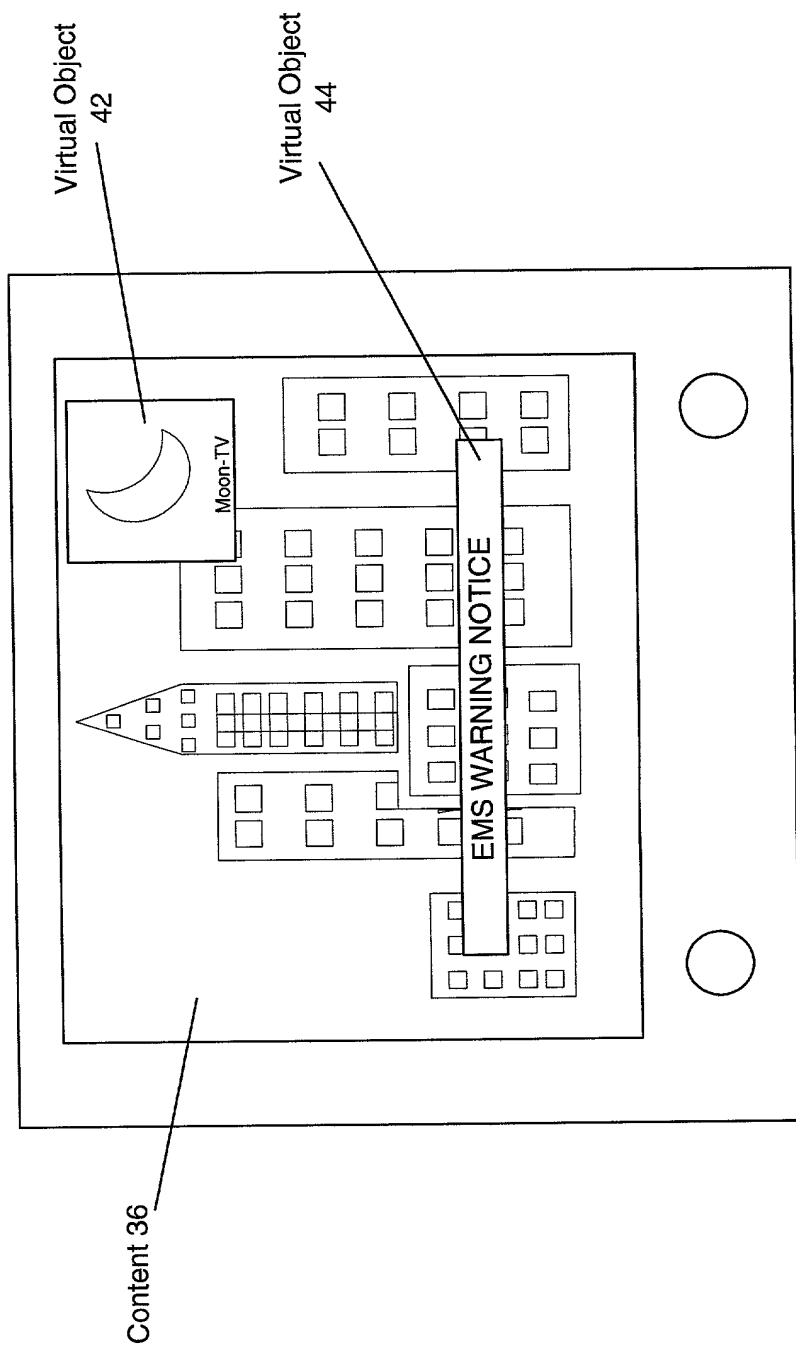 Virtual Object
42
Virtual Object
44
Moon-TV
EMS WARNING NOTICE
Content 36